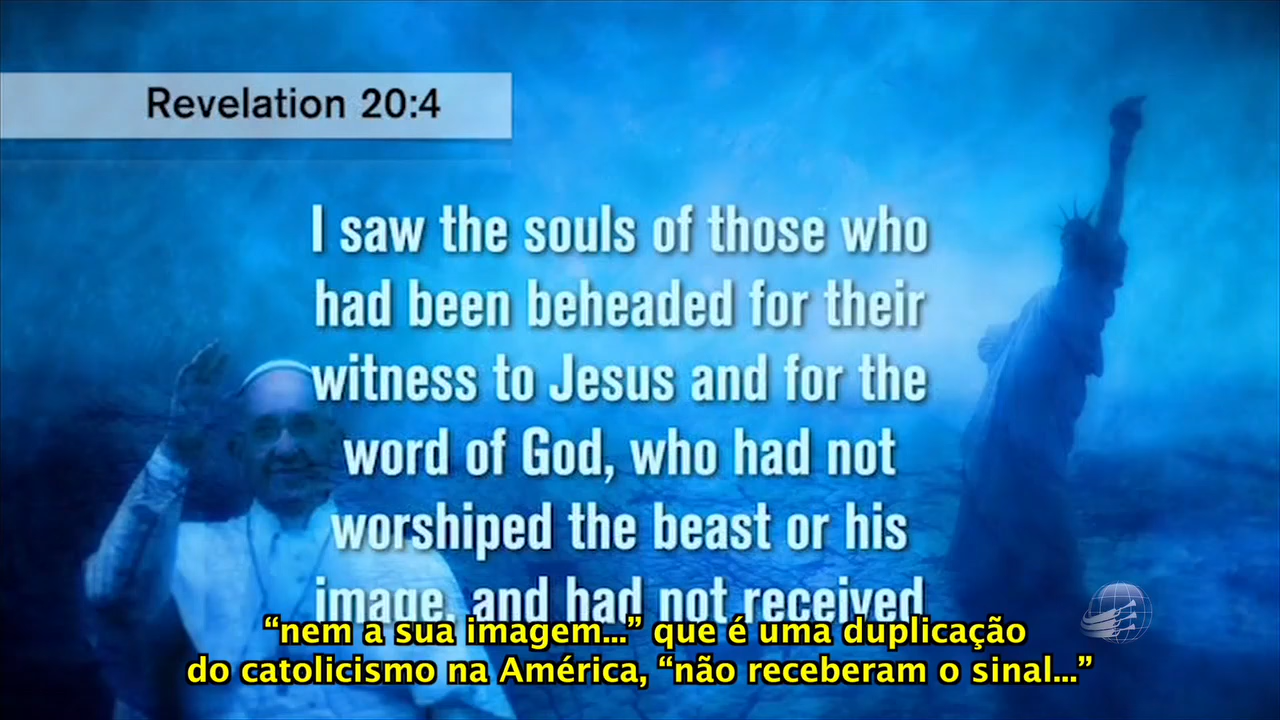 Revelation 20:4
I saw the souls of those who
had been beheaded for their
witness to Jesus and for the
word of God, who had not
worshiped the beast or his
image, and had not received
“nem a sua imagem...” que é uma duplicação
do catolicismo na América, “não receberam o sinal...”